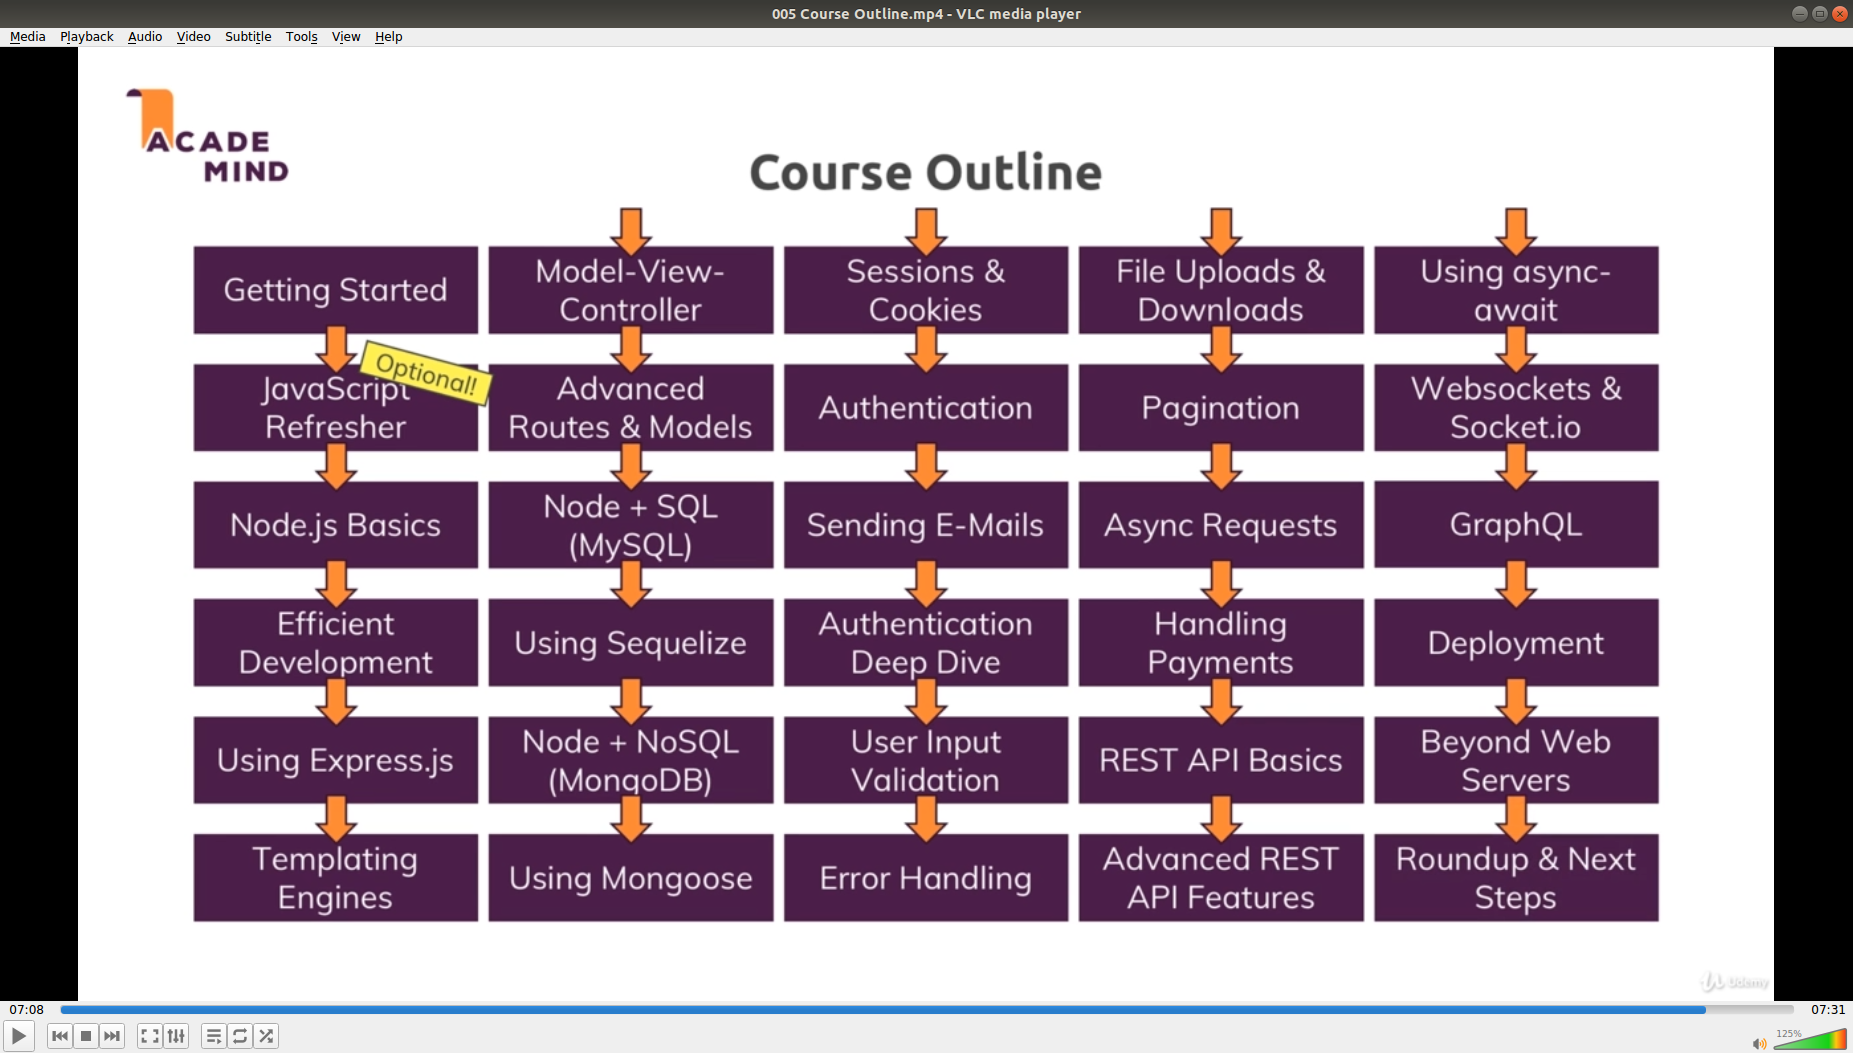 005 Course Outline.mp4 - VLC media player
Media Playback Audio Video Subtitle Tools View Help
ACADE
MIND
Course Outline
Getting Started
JavaScript
Refresher
Optional!
Node.js Basics
Efficient
Development
Using Express.js
Templating
Engines
Model-View-
Controller
Advanced
Routes & Models
Node + SQL
(MySQL)
Using Sequelize
Node + NoSQL
(MongoDB)
Using Mongoose
Sessions &
Cookies
Authentication
Sending E-Mails
Authentication
Deep Dive
User Input
Validation
Error Handling
File Uploads &
Downloads
Pagination
Async Requests
Handling
Payments
REST API Basics
Advanced REST
API Features
Using async-
await
Websockets &
Socket.io
GraphQL
Deployment
Beyond Web
Servers
Roundup & Next
Steps
Udemy
07:08
07:31
125%